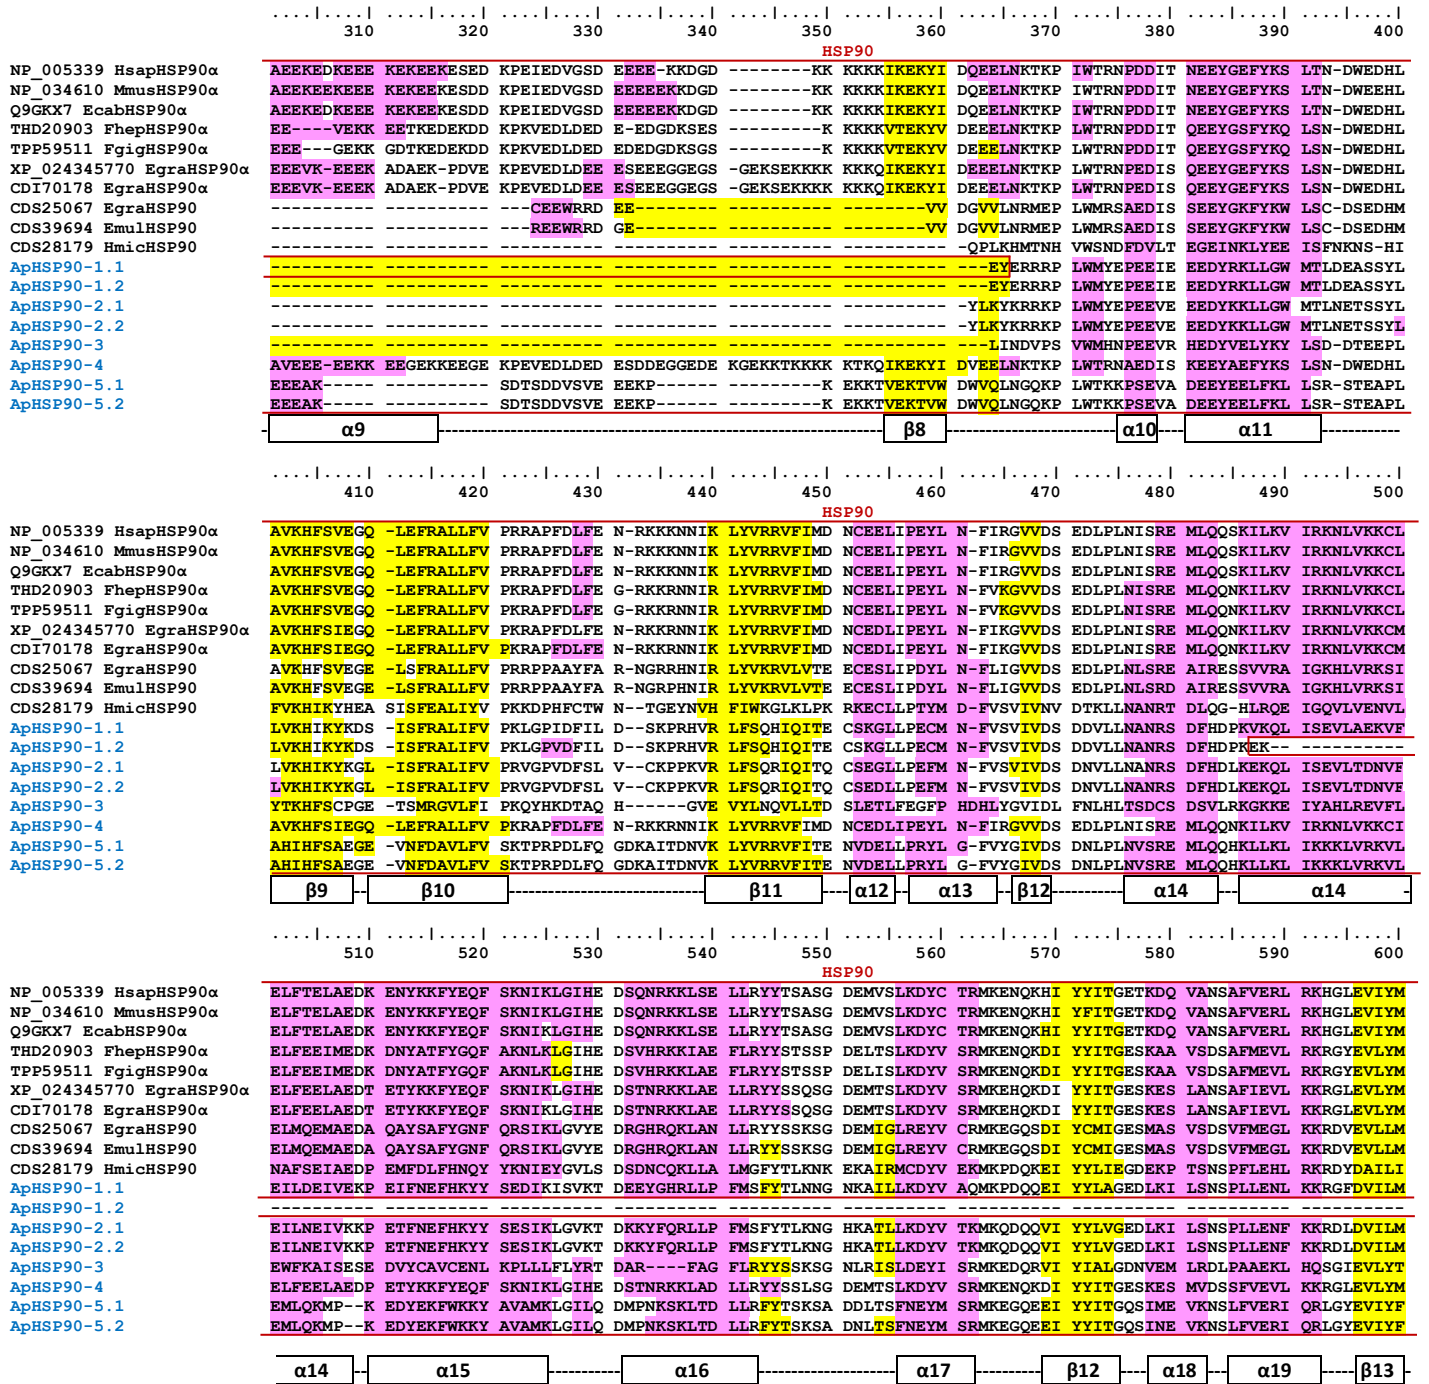 ....|....| ....|....| ....|....| ....|....| ....|....| ....|....| ....|....| ....|....| ....|....| ....|....|
310 320 330 340 350 360 370 380 390 400
HSP90
NP_005339 HsapHSP90α AEEKEDKEEE KEKEEKESED KPEIEDVGSD EEEE-KKDGD --------KK KKKKKIKEKYI DQEELNKTKP IWTRNPDDIT NEEYGEFYKS LTN-DWEDHL
NP_034610 MmusHSP90α AEEKEEKEEE KEKEEKESDD KPEIEDVGSD EEEEEKKDGD --------KK KKKKKIKEKYI DQEELNKTKP IWTRNPDDIT NEEYGEFYKS LTN-DWEEHL
Q9GKX7 EcabHSP90α AEEKEDKEEE KEKEEKESDD KPEIEDVGSD EEEEEKKDGD --------KK KKKKKIKEKYI DQEELNKTKP IWTRNPDDIT NEEYGEFYKS LTN-DWEDHL
THD20903 FhepHSP90α EE----VEKK EETKEDEKDD KPKVEDLDED E-EDGDKSES ---------K KKKKVTEKYV DEEELNKTKP LWTRNPDDIT QEEYGSFYKQ LSN-DWEDHL
TPP59511 FgigHSP90α EEE---GEKK GDTKEDEKDD KPKVEDLDED EDEDGDKSGS ---------K KKKKVTEKYV DEEELNKTKP LWTRNPDDIT QEEYGSFYKQ LSN-DWEDHL
XP_024345770 EgraHSP90α EEEVK-EEEK ADAEK-PDVE KPEVEDLDEE ESEEEGGEGS -GEKSEKKKK KKKQIKEKYI DEEELNKTKP LWTRNPEDIS QEEYGEFYKS LSN-DWEDHL
CDI70178 EgraHSP90α EEEVK-EEEK ADAEK-PDVE KPEVEDLDEE ESEEEGGEGS -GEKSEKKKK KKKQIKEKYI DEEELNKTKP LWTRNPEDIS QEEYGEFYKS LSN-DWEDHL
CDS25067 EgraHSP90 ---------- ---CEEWRRD EE-------- ---------- --------VV DGVVLNRMEP LWMRSAEDIS SEEYGKFYKW LSC-DSEDHM
CDS39694 EmulHSP90 ---------- ---REEWRRD GE-------- ---------- --------VV DGVVLNRMEP LWMRSAEDIS SEEYGKFYKW LSC-DSEDHM
CDS28179 HmicHSP90 ---------- ---------- ---------- ---------- ---------- -QPLKHMTNH VWSNDFDVLT EGEINKLYEE ISFNKNS-HI
ApHSP90-1.1 ---------- ---------- ---------- ---------- ---------- ---EYERRRP LWMYEPEEIE EEDYRKLLGW MTLDEASSYL
ApHSP90-1.2 ---------- ---------- ---------- ---------- ---------- ---EYERRRP LWMYEPEEIE EEDYRKLLGW MTLDEASSYL
ApHSP90-2.1 ---------- ---------- ---------- ---------- ---------- -YLKYKRRKP LWMYEPEEVE EEDYKKLLGK MTLNETSSYL
ApHSP90-2.2 ---------- ---------- ---------- ---------- ---------- -YLKYKRRKP LWMYEPEEVE EEDYKKLLGW MTLNETSSYL
ApHSP90-3 ---------- ---------- ---------- ---------- ---------- ---LINDVPS VWMHNPEEVR HEDYVELYKY LSD-DTEEPL
ApHSP90-4 AVEEE-EEKK EEGEKKEEGE KPEVEDLDED ESDDEGGEDE KGEKKTKKKK KTKQIKEKYI DVEELNKTKP LWTRNAEDIS KEEYAEFYKS LSN-DWEDHL
ApHSP90-5.1 EEEAK----- ---------- SDTSDDVSVE EEKP------ ---------K EKKTVEKTVW DWVQLNGQKP LWTKKPSEVA DEEYEELFKL LSR-STEAPL
ApHSP90-5.2 EEEAK----- ---------- SDTSDDVSVE EEKP------ ---------K EKKTVEKTVW DWVQLNGQKP LWTKKPSEVA DEEYEELFKL LSR-STEAPL
α9 β8 α10 α11
....|....| ....|....| ....|....| ....|....| ....|....| ....|....| ....|....| ....|....| ....|....| ....|....|
410 420 430 440 450 460 470 480 490 500
HSP90
NP_005339 HsapHSP90α AVKHFSVEGQ -LEFRALLFV PRRAPFDLFE N-RKKKNNIK LYVRRVFIMD NCEELIPEYL N-FIRGVVDS EDLPLNISRE MLQQSKILKV IRKNLVKKCL
NP_034610 MmusHSP90α AVKHFSVEGQ -LEFRALLFV PRRAPFDLFE N-RKKKNNIK LYVRRVFIMD NCEELIPEYL N-FIRGVVDS EDLPLNISRE MLQQSKILKV IRKNLVKKCL
Q9GKX7 EcabHSP90α AVKHFSVEGQ -LEFRALLFV PRRAPFDLFE N-RKKKNNIK LYVRRVFIMD NCEELIPEYL N-FIRGVVDS EDLPLNISRE MLQQSKILKV IRKNLVKKCL
THD20903 FhepHSP90α AVKHFSVEGQ -LEFRALLFV PKRAPFDLFE G-RKKRNNIR LYVRRVFIMD NCEELIPEYL N-FVKGVVDS EDLPLNISRE MLQQNKILKV IRKNLVKKCL
TPP59511 FgigHSP90α AVKHFSVEGQ -LEFRALLFV PKRAPFDLFE G-RKKRNNIR LYVRRVFIMD NCEELIPEYL N-FVKGVVDS EDLPLNISRE MLQQNKILKV IRKNLVKKCL
XP_024345770 EgraHSP90α AVKHFSIEGQ -LEFRALLFV PKRAPFDLFE N-RKKRNNIK LYVRRVFIMD NCEDLIPEYL N-FIKGVVDS EDLPLNISRE MLQQNKILKV IRKNLVKKCM
CDI70178 EgraHSP90α AVKHFSIEGQ -LEFRALLFV PKRAPFDLFE N-RKKRNNIK LYVRRVFIMD NCEDLIPEYL N-FIKGVVDS EDLPLNISRE MLQQNKILKV IRKNLVKKCM
CDS25067 EgraHSP90 AVKHFSVEGE -LSFRALLFV PRRPPAAYFA R-NGRRHNIR LYVKRVLVTE ECESLIPDYL N-FLIGVVDS EDLPLNLSRE AIRESSVVRA IGKHLVRKSI
CDS39694 EmulHSP90 AVKHFSVEGE -LSFRALLFV PRRPPAAYFA R-NGRPHNIR LYVKRVLVTE ECESLIPDYL N-FLIGVVDS EDLPLNLSRD AIRESSVVRA IGKHLVRKSI
CDS28179 HmicHSP90 FVKHIKYHEA SISFEALIYV PKKDPHFCTW N--TGEYNVH FIWKGLKLPK RKECLLPTYM D-FVSVIVNV DTKLLNANRT DLQG-HLRQE IGQVLVENVL
ApHSP90-1.1 LVKHIKYKDS -ISFRALLFV PKLGPIDFIL D--SKPRHVR LFSQHIQITE CSKGLLPECM N-FVSVIVDS DDVLLNANRS DFHDPKVKQL ISEVLAEKVF
ApHSP90-1.2 LVKHIKYKDS -ISFRALLFV PKLGPVDFIL D--SKPRHVR LFSQHIQITE CSKGLLPECM N-FVSVIVDS DDVLLNANRS DFHDPKEK-- ----------
ApHSP90-2.1 LVKHIKYKGL -ISFRALLFV PRVGPVDFSL V--CKPPKVR LFSQRIQITQ CSEGLLPEFM N-FVSVIVDS DNVLLNANRS DFHDLKEKQL ISEVLTDNVF
ApHSP90-2.2 LVKHIKYKGL -ISFRALLFV PRVGPVDFSL V--CKPPKVR LFSQRIQITQ CSEDLLPEFM N-FVSVIVDS DNVLLNANRS DFHDLKEKQL ISEVLTDNVF
ApHSP90-3 YTKHFSCPGE -TSMRGVLFI PKQYHKDTAQ H------GVE VYLNQVLLTD SLETLFEGFP HDHLYGVIDL FNLHLTSDCS DSVLRKGKKE IYAHLREVFL
ApHSP90-4 AVKHFSIEGQ -LEFRALLFV PKRAPFDLFE N-RKKRNNIK LYVRRVFIMD NCEDLIPEYL N-FIRGVVDS EDLPLNISRE MLQQNKILKV IRKNLVKKCI
ApHSP90-5.1 AHIHFSAEGE -VNFDAVLFV SKTPRPDLFQ GDKAITDNVK LYVRRVFITE NVDELLPRYL G-FVYGIVDS DNLPLNVSRE MLQQHKLLKL IKKKLVRKVL
ApHSP90-5.2 AHIHFSAEGE -VNFDAVLFV SKTPRPDLFQ GDKAITDNVK LYVRRVFITE NVDELLPRYL G-FVYGIVDS DNLPLNVSRE MLQQHKLLKL IKKKLVRKVL
β9 β10 β11 α12 α13 β12 α14 α14
....|....| ....|....| ....|....| ....|....| ....|....| ....|....| ....|....| ....|....| ....|....| ....|....|
510 520 530 540 550 560 570 580 590 600
HSP90
NP_005339 HsapHSP90α ELFTELAEDK ENYKKFYEQF SKNIKLGIHE DSQNRKKLSE LLRYYTSASG DEMVSLKDYC TRMKENQKHI YYITGETKDQ VANSAFVERL RKHGLEVIYM
NP_034610 MmusHSP90α ELFTELAEDK ENYKKFYEQF SKNIKLGIHE DSQNRKKLSE LLRYYTSASG DEMVSLKDYC TRMKENQKHI YFITGETKDQ VANSAFVERL RKHGLEVIYM
Q9GKX7 EcabHSP90α ELFTELAEDK ENYKKFYEQF SKNIKLGIHE DSQNRKKLSE LLRYYTSASG DEMVSLKDYC TRMKENQKHI YYITGETKDQ VANSAFVERL RKHGLEVIYM
THD20903 FhepHSP90α ELFEEIMEDK DNYATFYGQF AKNLKLGIHE DSVHRKKIAE FLRYYTSTSSP DELTSLKDYV SRMKENQKDI YYITGESKAA VSDSAFMEVL RKRGYEVLYM
TPP59511 FgigHSP90α ELFEEIMEDK DNYATFYGQF AKNLKLGIHE DSVHRKKIAE FLRYYTSSSP DELISLKDYV SRMKENQKDI YYITGESKAA VSDSAFMEVL RKRGYEVLYM
XP_024345770 EgraHSP90α ELFEELAEDT ETYKKFYEQF SKNIKLGIHE DSTNRKKLAE LLRYYSSQSG DEMTSLKDYV SRMKEHQKDI YYITGESKES LANSAFIEVL KKRGLEVLYM
CDI70178 EgraHSP90α ELFEELAEDT ETYKKFYEQF SKNIKLGIHE DSTNRKKLAE LLRYYSSQSG DEMTSLKDYV SRMKEHQKDI YYITGESKES LANSAFIEVL KKRGLEVLYM
CDS25067 EgraHSP90 ELMQEMAEDA QAYSAFYGNF QRSIKLGVYE DRGHRQKLAN LLRYYSSKSG DEMIGLREYV CRMKEGQSDI YCMIGESMAS VSDSVFMEGL KKRDVEVLYM
CDS39694 EmulHSP90 ELMQEMAEDA QAYSAFYGNF QRSIKLGVYE DRGHRQKLAN LLRYYSSKSG DEMIGLREYV CRMKEGQSDI YCMIGESMAS VSDSVFMEGL KKRDVEVLYM
CDS28179 HmicHSP90 NAFSEIAEDP EMFDLFHNQY YKNIEYGVLS DSDNCQKLLA LMGFYTLKNK EKAIRMCDYV EKMKPDQKEI YYLIEGDEKP TSNSPFLEHL RKRDYDAILI
ApHSP90-1.1 EILDEIVEKP EIFNEFHKYY SEDIKISVKT DEEYGHRLLP FMSFYTLNNG NKAILLKDYV AQMKPDQQEI YYLAGEDLKI LSNSPLLENL KKRGFDVILM
ApHSP90-1.2 ---------- ---------- ---------- ---------- ---------- ---------- ---------- ---------- ---------- ----------
ApHSP90-2.1 EILNEIVKKP ETFNEFHKYY SESIKLGVKT DKKYFQRLLP FMSFYTLKNG HKATLLKDYV TKMKQDQQVI YYLVGEDLKI LSNSPLLENF KKRDLDVILM
ApHSP90-2.2 EILNEIVKKP ETFNEFHKYY SESIKLGVKT DKKYFQRLLP FMSFYTLKNG HKATLLKDYV TKMKQDQQVI YYLVGEDLKI LSNSPLLENF KKRDLDVILM
ApHSP90-3 EWFKAISESE DVYCAVCENL KPLLLFLYRT DAR----FAG FLRYYSSKSG NLRISLDEYI SRMKEDQRVI YIALGDNVEM LRDLPAAEKL HQSGIEVLYT
ApHSP90-4 ELFEELAEDP ETYKKFYEQF SKNIKLGIHE DSTNRKKLAD LLRYYSSLSG DEMTSLKDYV SRMKENQKDI YYITGESKES MVDSSFVEVL KKRGLEVLYM
ApHSP90-5.1 EMLQKMP--K EDYEKFWKKY AVAMKLGILQ DMPNKSKLTD LLRFYTSKSA DDLTSFNEYM SRMKEGQEEI YYITGQSIME VKNSLFVERI QRLGYEVIYF
ApHSP90-5.2 EMLQKMP--K EDYEKFWKKY AVAMKLGILQ DMPNKSKLTD LLRFYTSKSA DNLTSFNEYM SRMKEGQEEI YYITGQSINE VKNSLFVERI QRLGYEVIYF
α14 α15 α16 α17 β12 α18 α19 β13